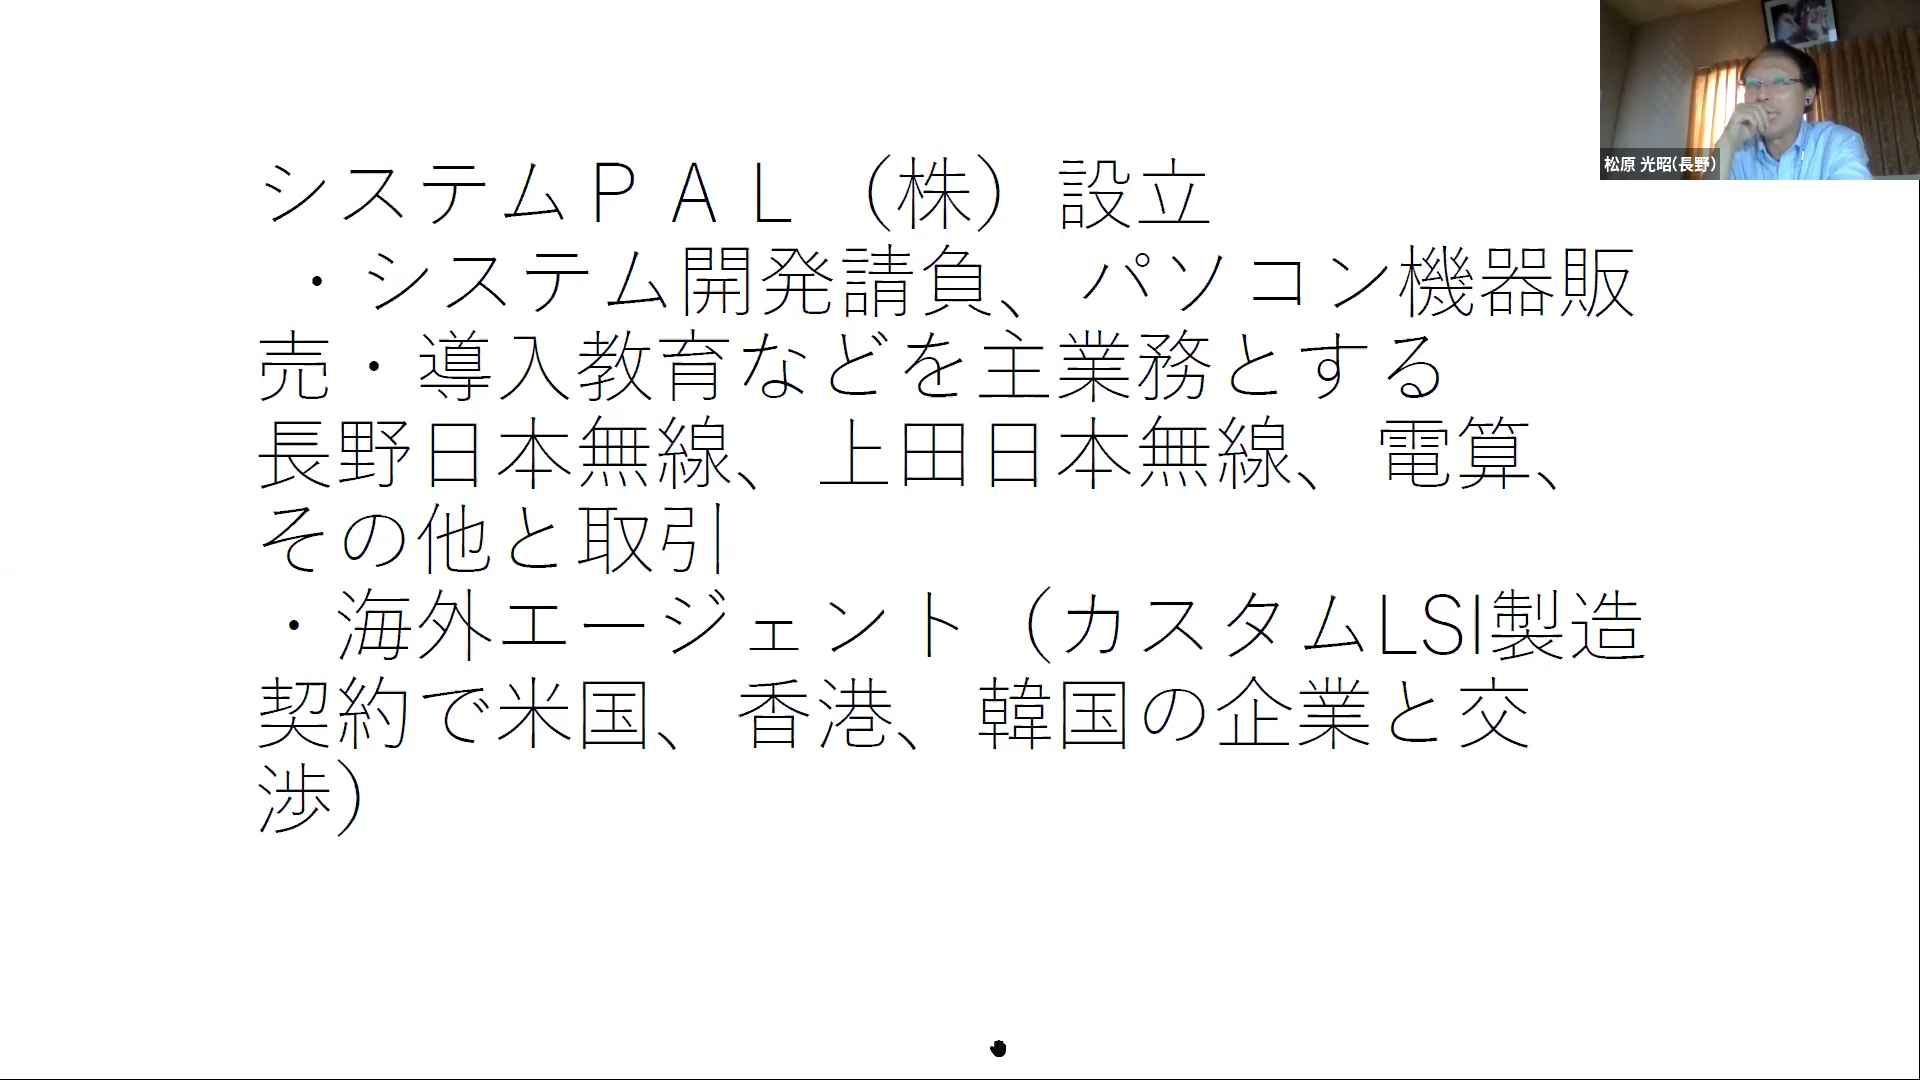 システムＰＡＬ（株）設立
・システム開発請負、パソコン機器販
売・導入教育などを主業務とする
長野日本無線、上田日本無線、電算、
その他と取引
・海外エージェント（カスタムLSI製造
契約で米国、香港、韓国の企業と交
渉）
松原 光昭(長野)